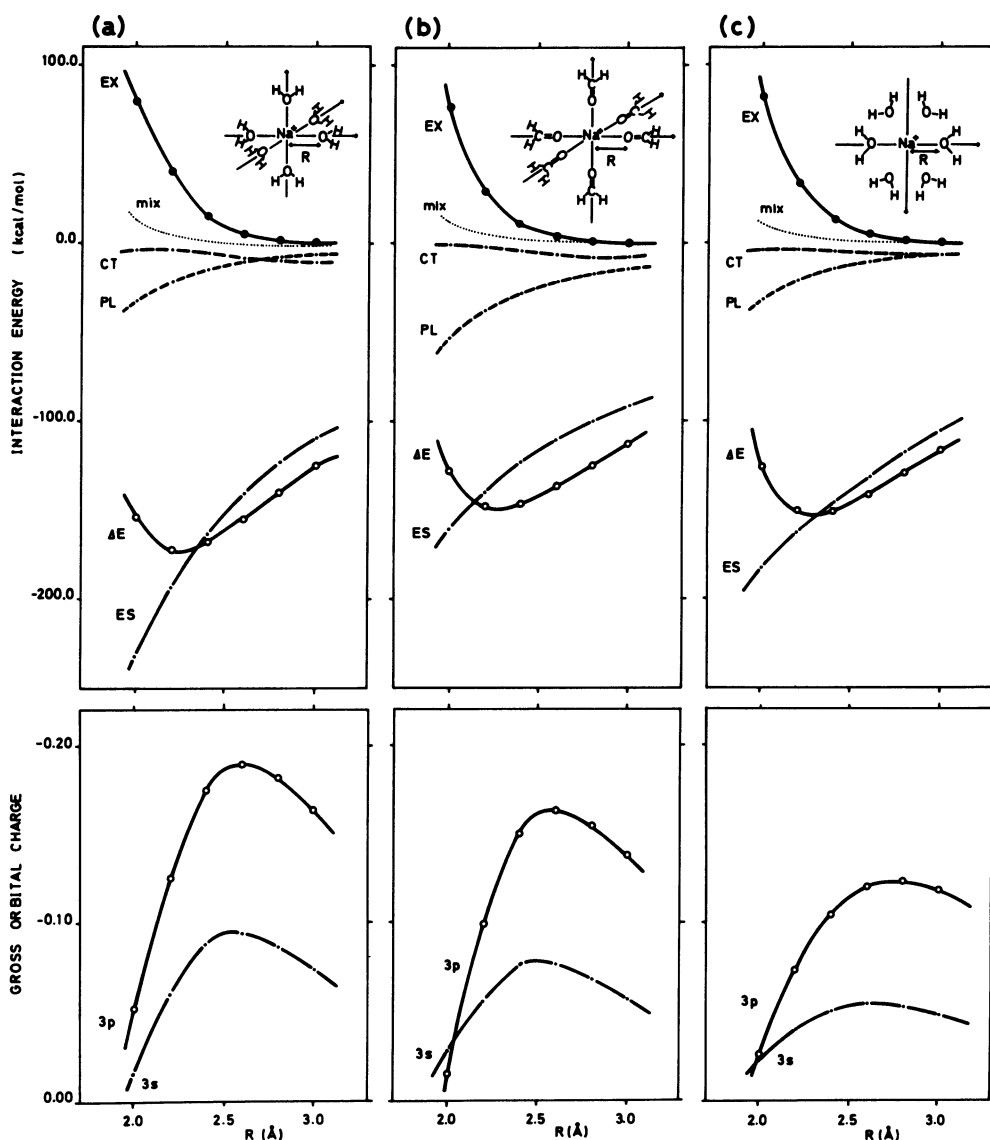 (a) (b) (c)
INTERACTION ENERGY (kcal/mol)
100.0
0.0
-100.0
-200.0
EX
mix
CT
PL
ΔE
ES
H H
O
H O H
Na+
O H H
H O H
R
O
H H
EX
mix
CT
PL
ΔE
ES
H H
C
O
H C=O
Na+
O=C H H
R
O
C
H H
EX
mix
CT
PL
ΔE
ES
H H
O-H H-O
H O H
Na+
O H H
R
H-O O-H
H H
GROSS ORBITAL CHARGE
-0.20
-0.10
0.00
3p
3s
3p
3s
3p
3s
2.0 2.5 3.0
2.0 2.5 3.0
2.0 2.5 3.0
R (Å) R (Å) R (Å)